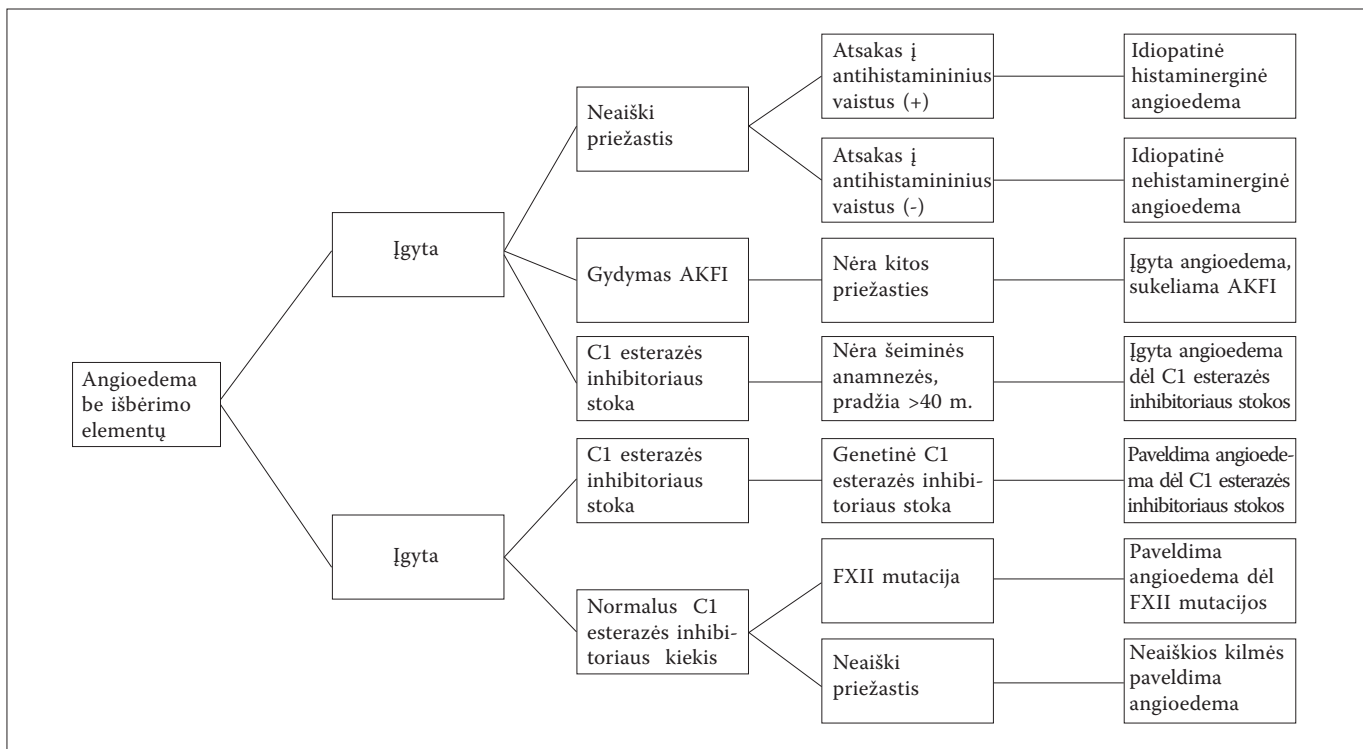 Angioedema
be išbėrimo
elementų
Įgyta
Neaiški
priežastis
Atsakas į
antihistamininius
vaistus (+)
Idiopatinė
histaminerginė
angioedema
Atsakas į
antihistamininius
vaistus (-)
Idiopatinė
nehistaminerginė
angioedema
Gydymas AKFI
Nėra kitos
priežasties
Įgyta angioedema,
sukeliama AKFI
C1 esterazės
inhibitoriaus
stoka
Nėra šeiminės
anamnezės,
pradžia >40 m.
Įgyta angioedema
dėl C1 esterazės
inhibitoriaus stokos
Įgyta
C1 esterazės
inhibitoriaus
stoka
Genetinė C1
esterazės inhibi-
toriaus stoka
Paveldima angioede-
ma dėl C1 esterazės
inhibitoriaus stokos
Normalus C1
esterazės inhibi-
toriaus kiekis
FXII mutacija
Paveldima
angioedema dėl
FXII mutacijos
Neaiški
priežastis
Neaiškios kilmės
paveldima
angioedema